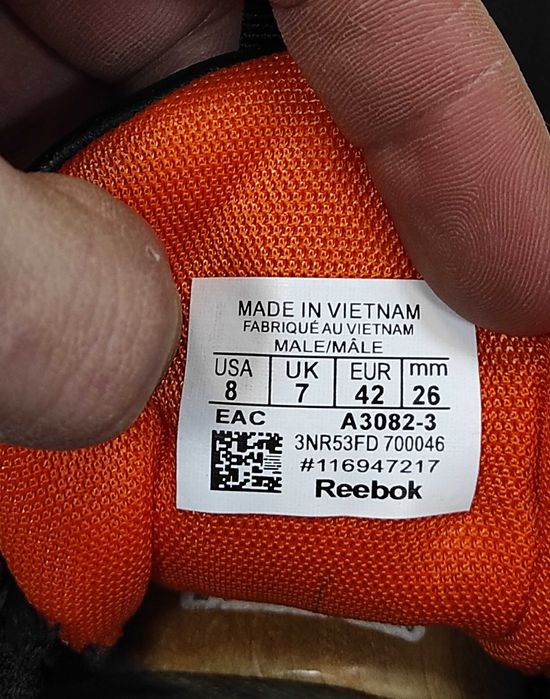 MADE IN VIETNAM
FABRIQUÉ AU VIETNAM
MALE/MÂLE
USA UK EUR mm
8 7 42 26
EAC A3082-3
3NR53FD 700046
#116947217
Reebok